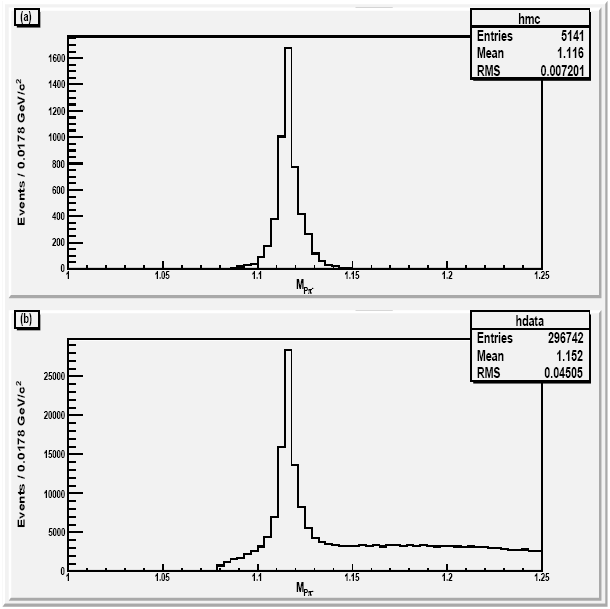 (a)
hmc
Entries 5141
Mean 1.116
RMS 0.007201
Events / 0.0178 GeV/c²
1600
1400
1200
1000
800
600
400
200
0
1 1.05 1.1 1.15 1.2 1.25
M_Pπ⁻
(b)
hdata
Entries 296742
Mean 1.152
RMS 0.04505
Events / 0.0178 GeV/c²
25000
20000
15000
10000
5000
0
1 1.05 1.1 1.15 1.2 1.25
M_Pπ⁻